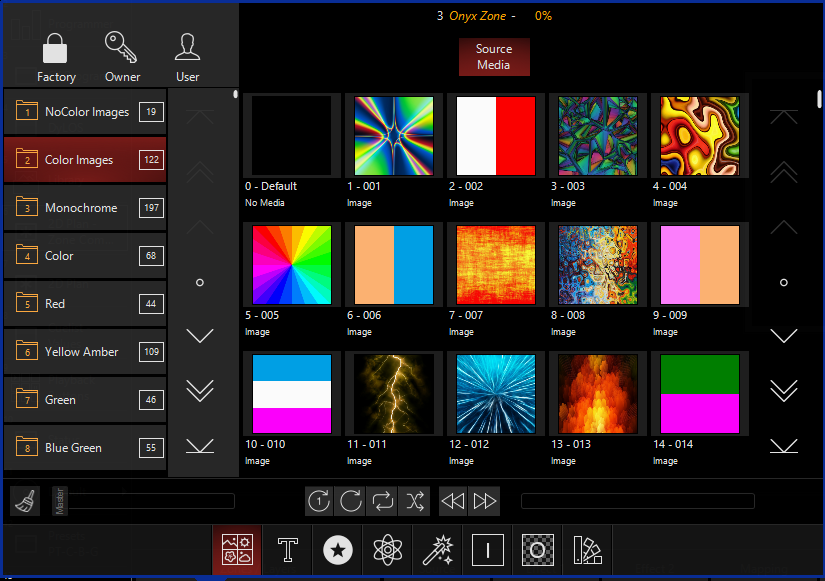 3 Onyx Zone - 0%
Source
Media
Factory
Owner
User
1 NoColor Images 19
2 Color Images 122
3 Monochrome 197
4 Color 68
5 Red 44
6 Yellow Amber 109
7 Green 46
8 Blue Green 55
0 - Default
No Media
1 - 001
Image
2 - 002
Image
3 - 003
Image
4 - 004
Image
5 - 005
Image
6 - 006
Image
7 - 007
Image
8 - 008
Image
9 - 009
Image
10 - 010
Image
11 - 011
Image
12 - 012
Image
13 - 013
Image
14 - 014
Image
Master
1
T
I
O